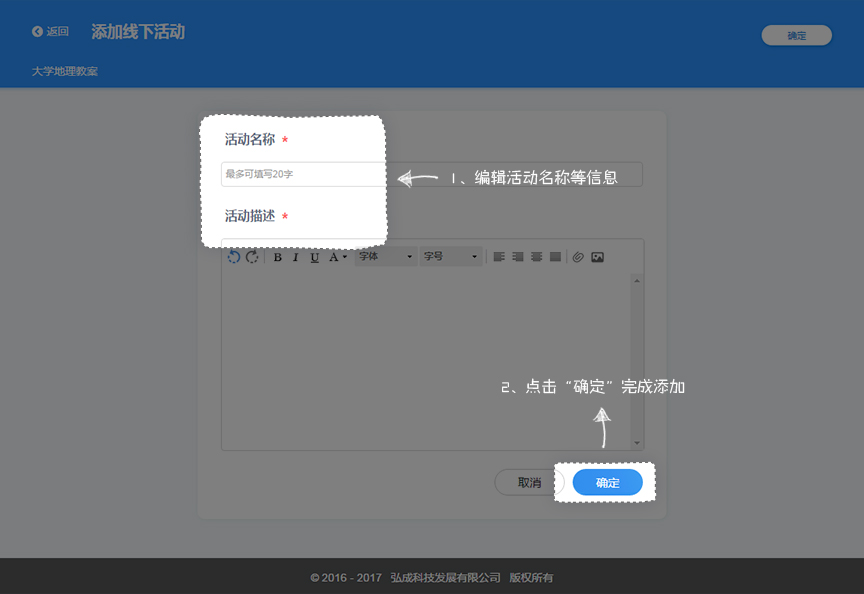 返回 添加线下活动 确定
大学地理教室
活动名称 *
最多可填写20字
1、编辑活动名称等信息
活动描述 *
B I U A 字体 字号
2、点击“确定”完成添加
取消 确定
© 2016 - 2017 弘成科技发展有限公司 版权所有